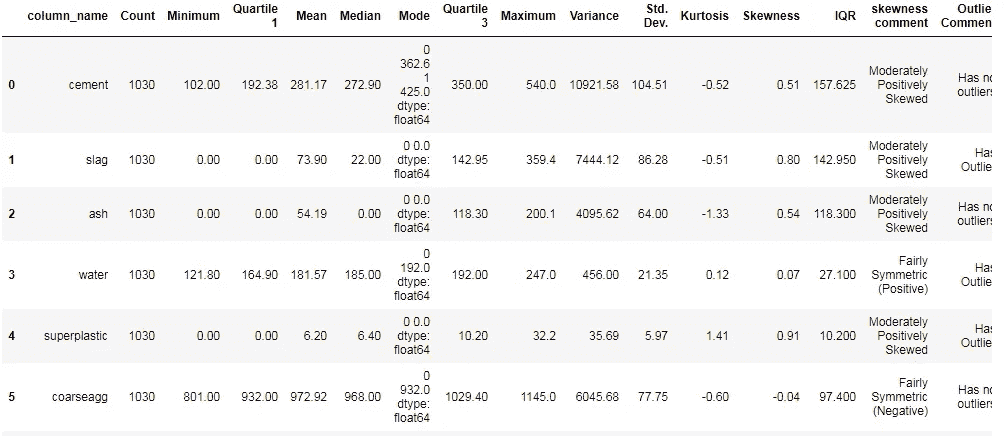 column_name Count Minimum Quartile 1 Mean Median Mode Quartile 3 Maximum Variance Std. Dev. Kurtosis Skewness IQR skewness comment Outlie Commen
0 cement 1030 102.00 192.38 281.17 272.90 0 362.6 1 425.0 dtype: float64 350.00 540.0 10921.58 104.51 -0.52 0.51 157.625 Moderately Positively Skewed Has no outliers
1 slag 1030 0.00 0.00 73.90 22.00 0 0.0 dtype: float64 142.95 359.4 7444.12 86.28 -0.51 0.80 142.950 Moderately Positively Skewed Has Outlie
2 ash 1030 0.00 0.00 54.19 0.00 0 0.0 dtype: float64 118.30 200.1 4095.62 64.00 -1.33 0.54 118.300 Moderately Positively Skewed Has no outliers
3 water 1030 121.80 164.90 181.57 185.00 0 192.0 dtype: float64 192.00 247.0 456.00 21.35 0.12 0.07 27.100 Fairly Symmetric (Positive) Has Outlie
4 superplastic 1030 0.00 0.00 6.20 6.40 0 0.0 dtype: float64 10.20 32.2 35.69 5.97 1.41 0.91 10.200 Moderately Positively Skewed Has Outlie
5 coarseagg 1030 801.00 932.00 972.92 968.00 0 932.0 dtype: float64 1029.40 1145.0 6045.68 77.75 -0.60 -0.04 97.400 Fairly Symmetric (Negative) Has no outliers